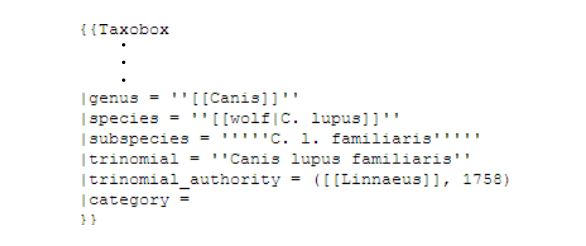 {{Taxobox
.
.
.
|genus = ''[[Canis]]''
|species = ''[[wolf|C. lupus]]''
|subspecies = '''''C. l. familiaris'''''
|trinomial = ''Canis lupus familiaris''
|trinomial_authority = ([[Linnaeus]], 1758)
|category =
}}